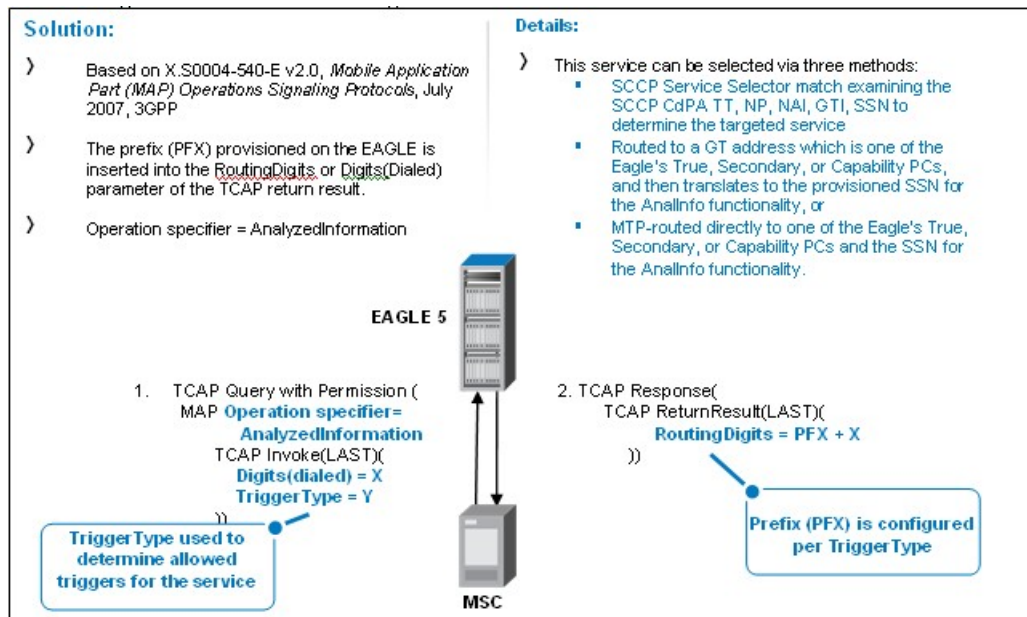 Solution:
Based on X.S0004-540-E v2.0, Mobile Application
Part (MAP) Operations Signaling Protocols, July
2007, 3GPP
The prefix (PFX) provisioned on the EAGLE is
inserted into the RoutingDigits or Digits(Dialed)
parameter of the TCAP return result.
Operation specifier = AnalyzedInformation
Details:
This service can be selected via three methods:
SCCP Service Selector match examining the
SCCP CdPA TT, NP, NAI, GTI, SSN to
determine the targeted service
Routed to a GT address which is one of the
Eagle's True, Secondary, or Capability PCs,
and then translates to the provisioned SSN for
the AnalInfo functionality, or
MTP-routed directly to one of the Eagle's True,
Secondary, or Capability PCs and the SSN for
the AnalInfo functionality.
EAGLE 5
1. TCAP Query with Permission (
MAP Operation specifier=
AnalyzedInformation
TCAP Invoke(LAST)(
Digits(dialed) = X
TriggerType = Y
))
TriggerType used to
determine allowed
triggers for the service
2. TCAP Response(
TCAP ReturnResult(LAST)(
RoutingDigits = PFX + X
))
Prefix (PFX) is configured
per TriggerType
MSC